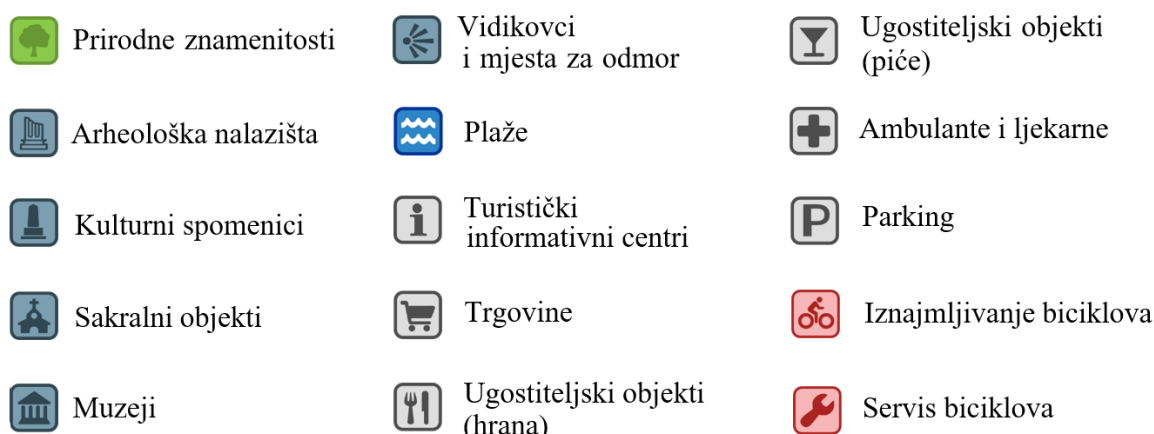 Prirodne znamenitosti
Arheološka nalazišta
Kulturni spomenici
Sakralni objekti
Muzeji
Vidikovci
i mjesta za odmor
Plaže
Turistički
informativni centri
Trgovine
Ugostiteljski objekti
(hrana)
Ugostiteljski objekti
(piće)
Ambulante i ljekarne
P
Parking
Iznajmljivanje biciklova
Servis biciklova